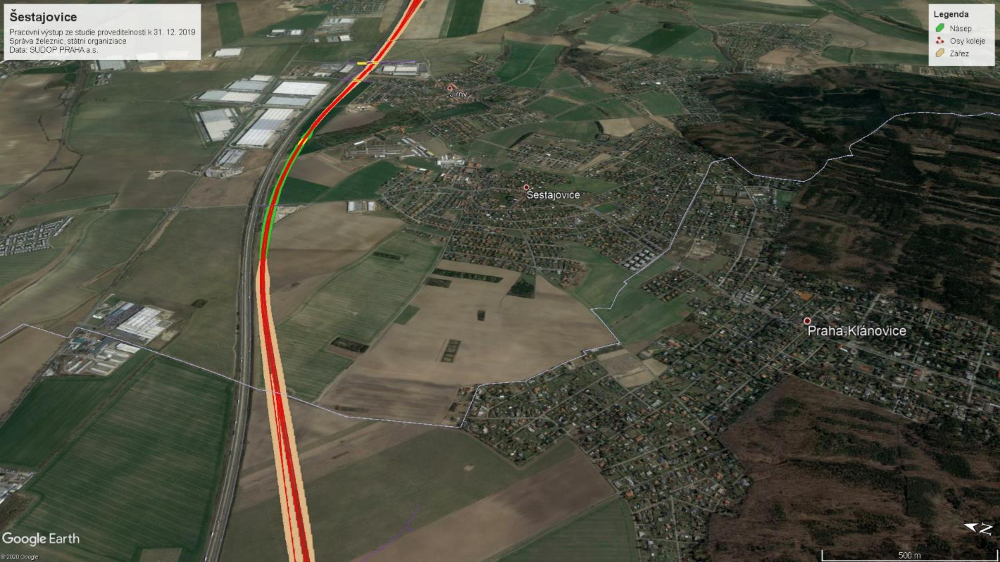 Šestajovice
Pracovní výstup ze studie proveditelnosti k 31. 12. 2019
Správa železnic, státní organiziace
Data: SUDOP PRAHA a.s.
Legenda
Násep
Osy koleje
Zářez
Jirny
Šestajovice
Praha-Klánovice
N
Google Earth
© 2020 Google
500 m